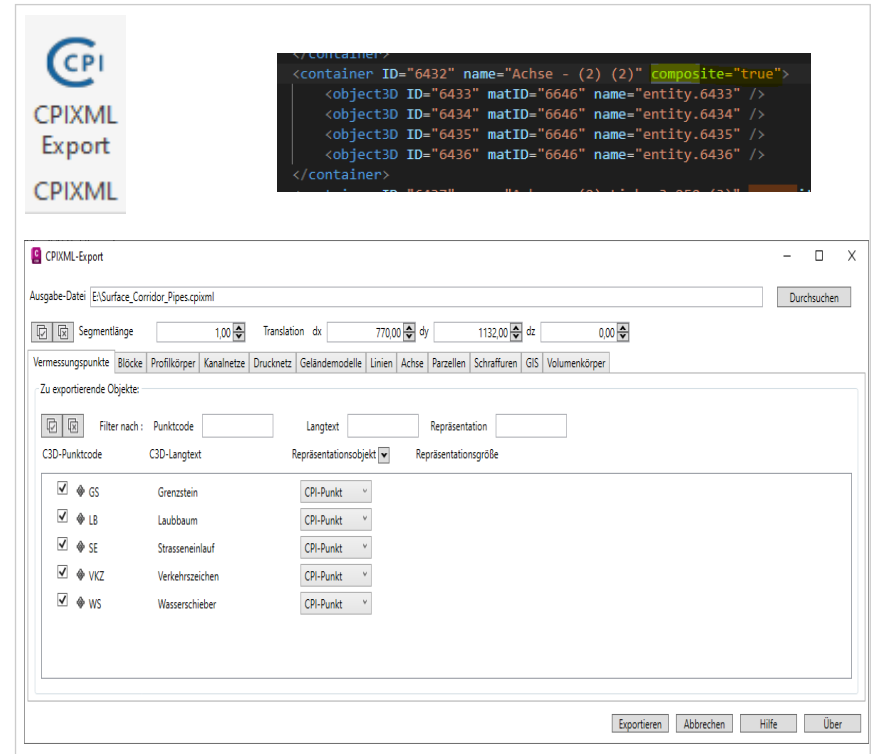 CPI
CPIXML
Export
CPIXML
</container>
<container ID="6432" name="Achse - (2) (2)" composite="true">
<object3D ID="6433" matID="6646" name="entity.6433" />
<object3D ID="6434" matID="6646" name="entity.6434" />
<object3D ID="6435" matID="6646" name="entity.6435" />
<object3D ID="6436" matID="6646" name="entity.6436" />
</container>
CPIXML-Export
Ausgabe-Datei E:\Surface_Corridor_Pipes.cpixml Durchsuchen
Segmentlänge 1,00 Translation dx 770,00 dy 1132,00 dz 0,00
Vermessungspunkte Blöcke Profilkörper Kanalnetze Drucknetz Geländemodelle Linien Achse Parzellen Schraffuren GIS Volumenkörper
Zu exportierende Objekte:
Filter nach : Punktcode Langtext Repräsentation
C3D-Punktcode C3D-Langtext Repräsentationsobjekt Repräsentationsgröße
GS Grenzstein CPI-Punkt
LB Laubbaum CPI-Punkt
SE Strasseneinlauf CPI-Punkt
VKZ Verkehrszeichen CPI-Punkt
WS Wasserschieber CPI-Punkt
Exportieren Abbrechen Hilfe Über